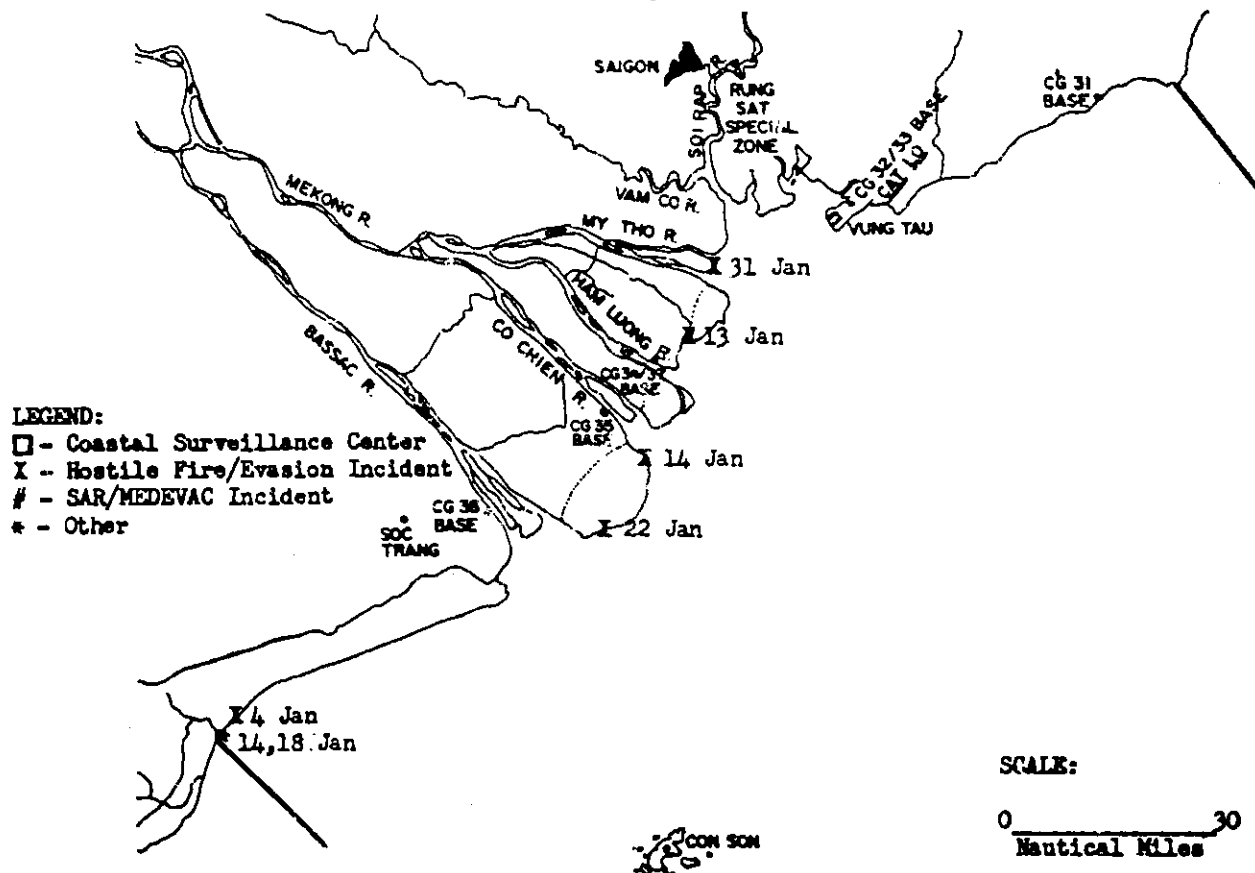 SAIGON
RUNG
SAT
SPECIAL
ZONE
SOI RAP
CG 31
BASE
CG 32/33 BASE
CAT LO
VUNG TAU
VAM CO R.
MEKONG R.
MY THO R.
X 31 Jan
HAM LUONG R.
X 13 Jan
BASSAC R.
CO CHIEN R.
BASE
CG 35
BASE
X 14 Jan
LEGEND:
□ - Coastal Surveillance Center
X - Hostile Fire/Evasion Incident
# - SAR/MEDEVAC Incident
* - Other
CG 36
BASE
SOC
TRANG
X 22 Jan
X 4 Jan
* 14,18 Jan
SCALE:
0 30
Nautical Miles
CON SON